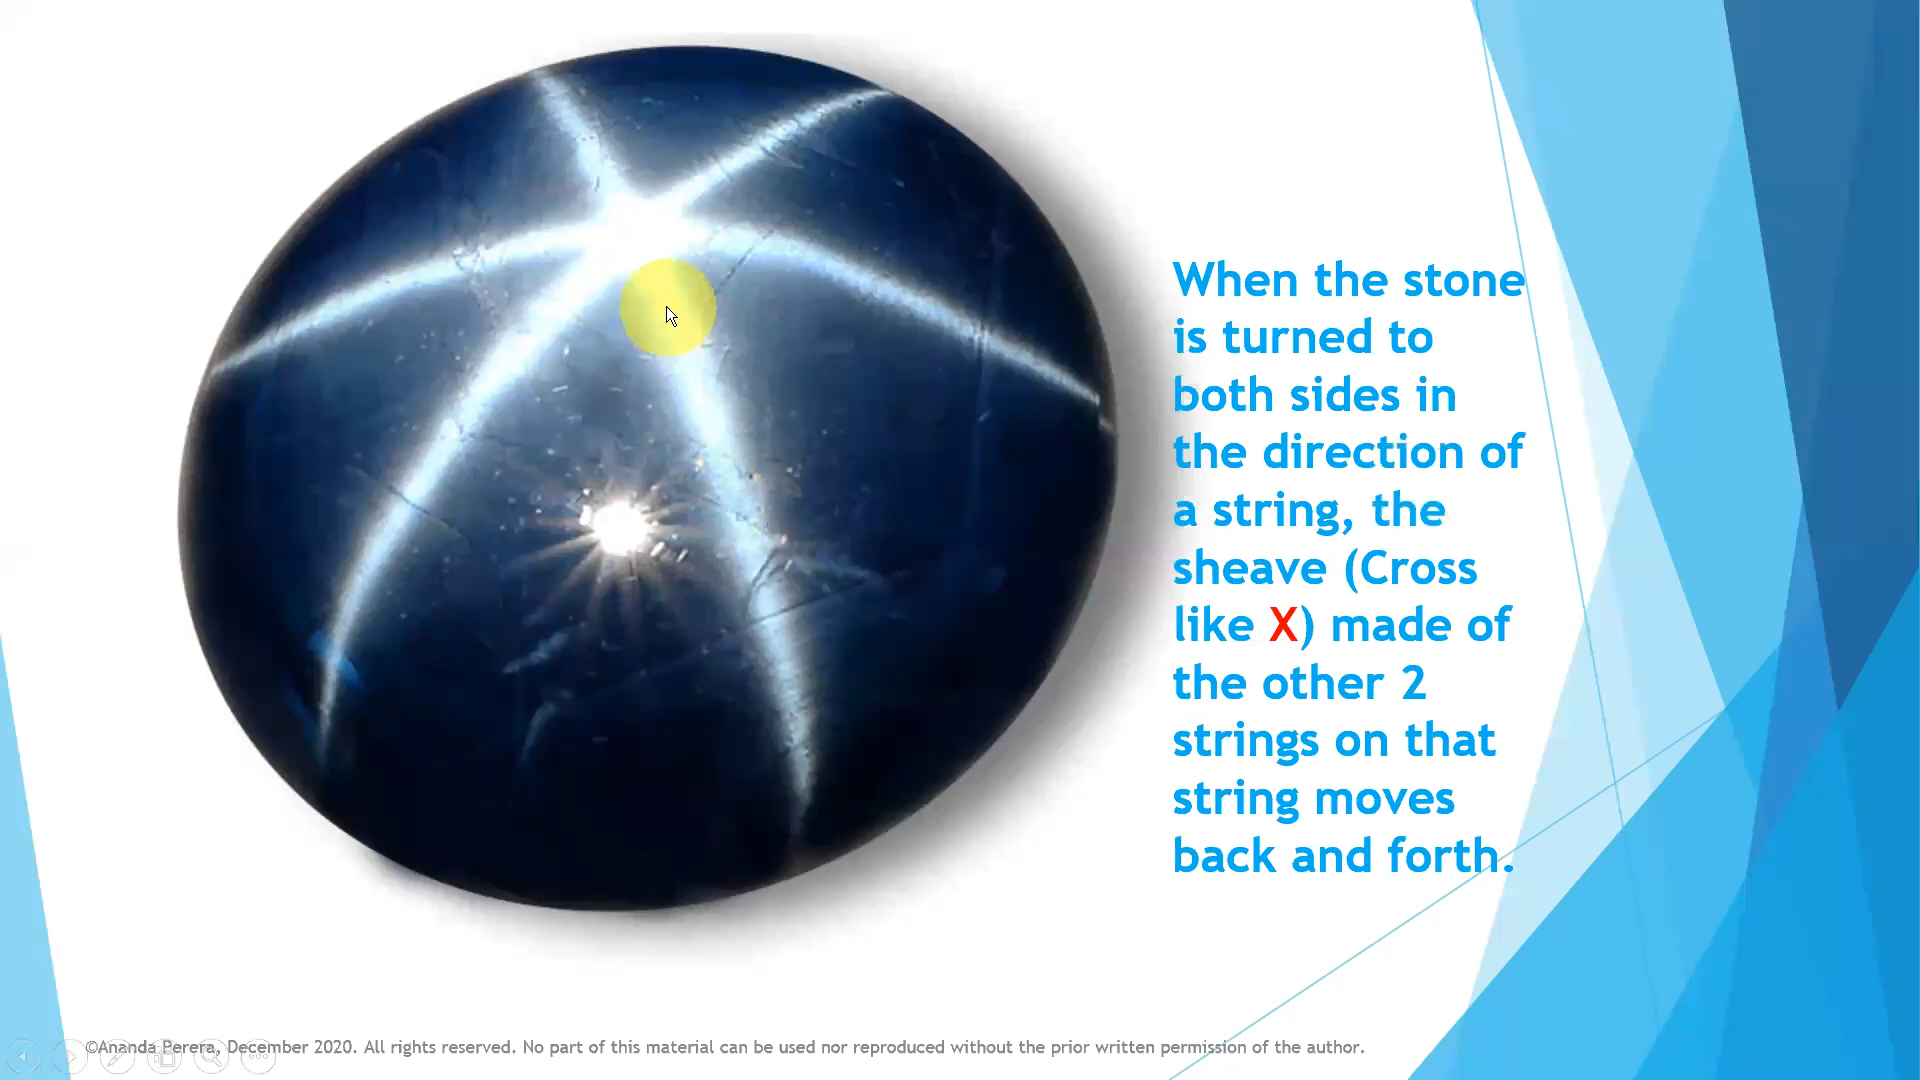 When the stone
is turned to
both sides in
the direction of
a string, the
sheave (Cross
like X) made of
the other 2
strings on that
string moves
back and forth.
©Ananda Perera, December 2020. All rights reserved. No part of this material can be used nor reproduced without the prior written permission of the author.